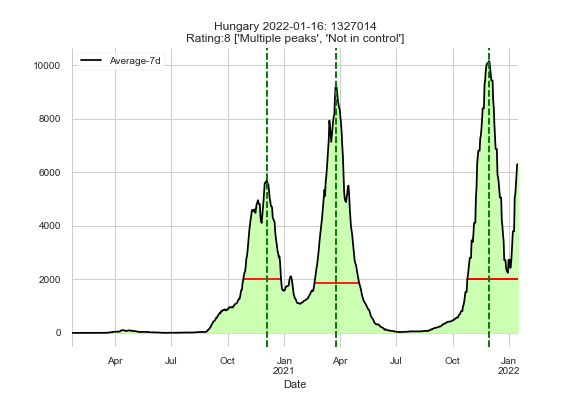 Hungary 2022-01-16: 1327014
Rating:8 ['Multiple peaks', 'Not in control']
Average-7d
10000
8000
6000
4000
2000
0
Apr
Jul
Oct
Jan
2021
Apr
Jul
Oct
Jan
2022
Date